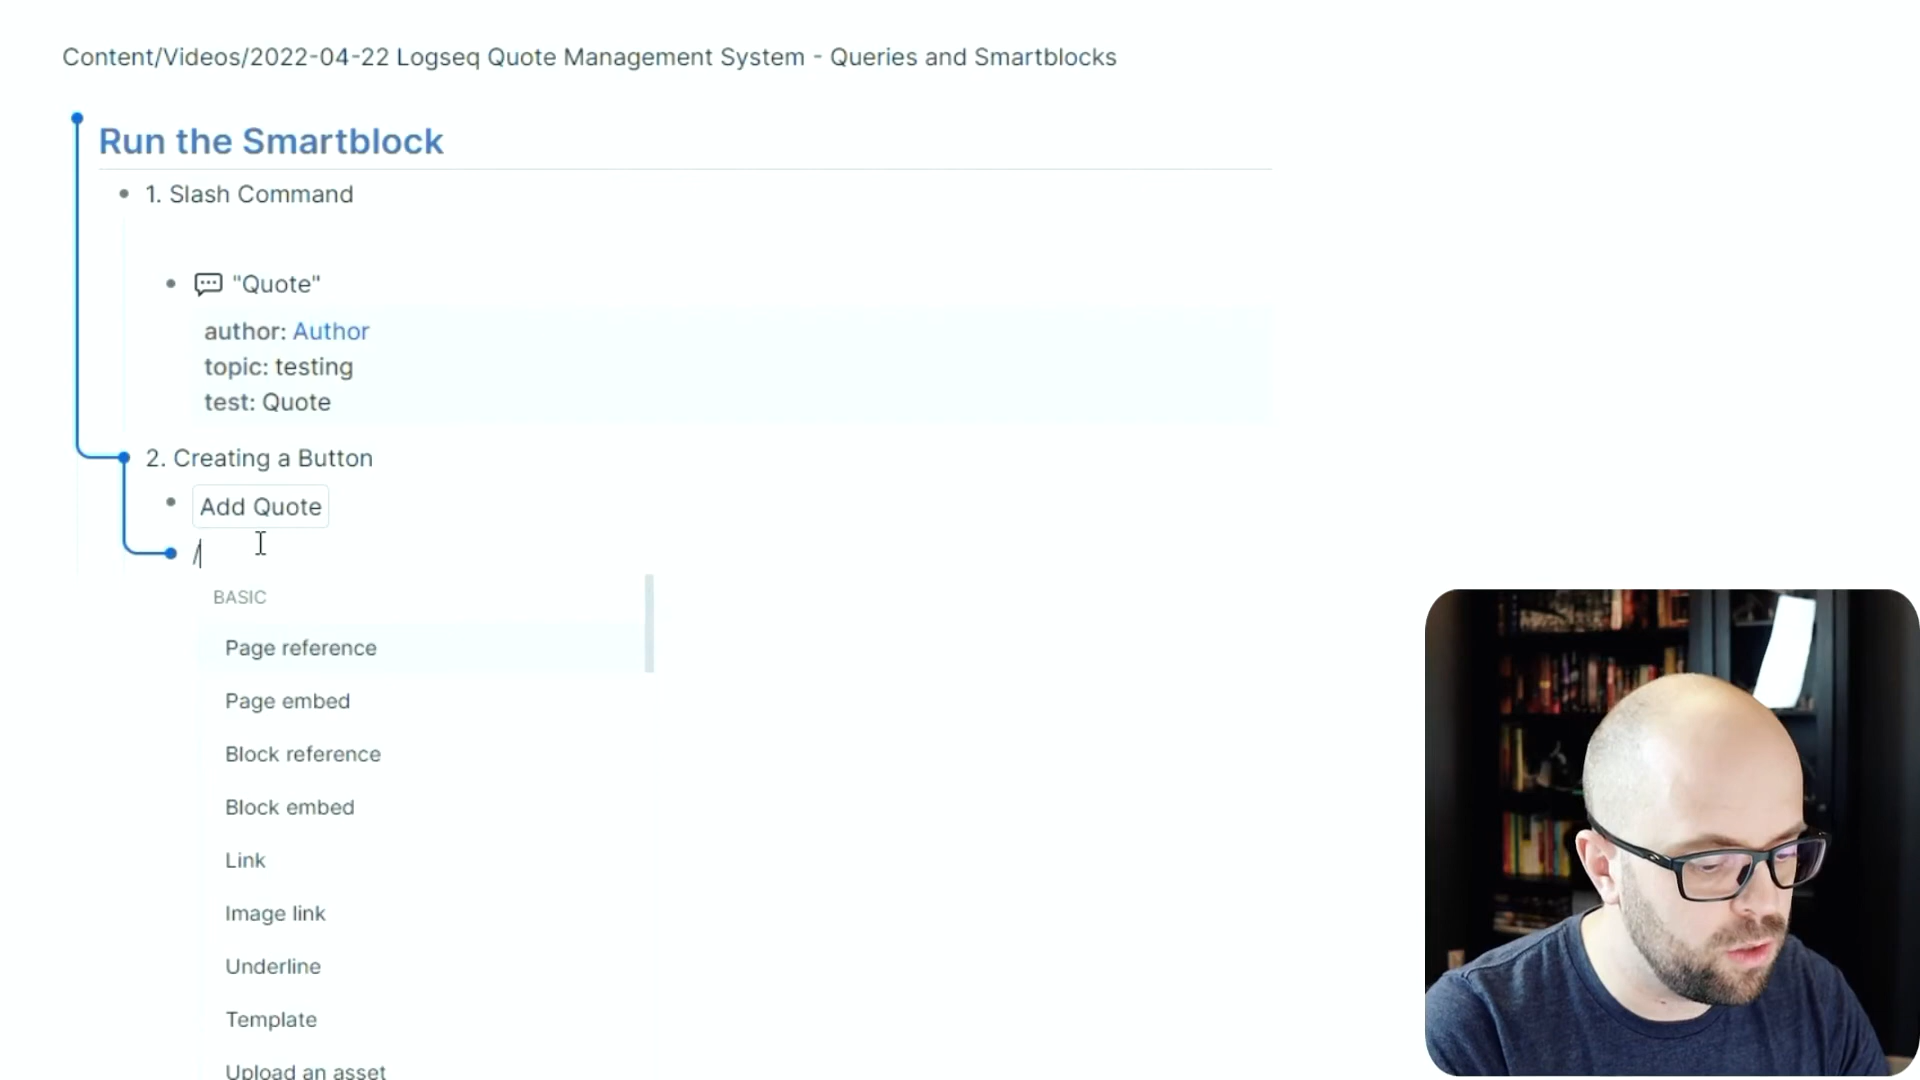 Content/Videos/2022-04-22 Logseq Quote Management System - Queries and Smartblocks
Run the Smartblock
1. Slash Command
"Quote"
author: Author
topic: testing
test: Quote
2. Creating a Button
Add Quote
/
BASIC
Page reference
Page embed
Block reference
Block embed
Link
Image link
Underline
Template
Upload an asset